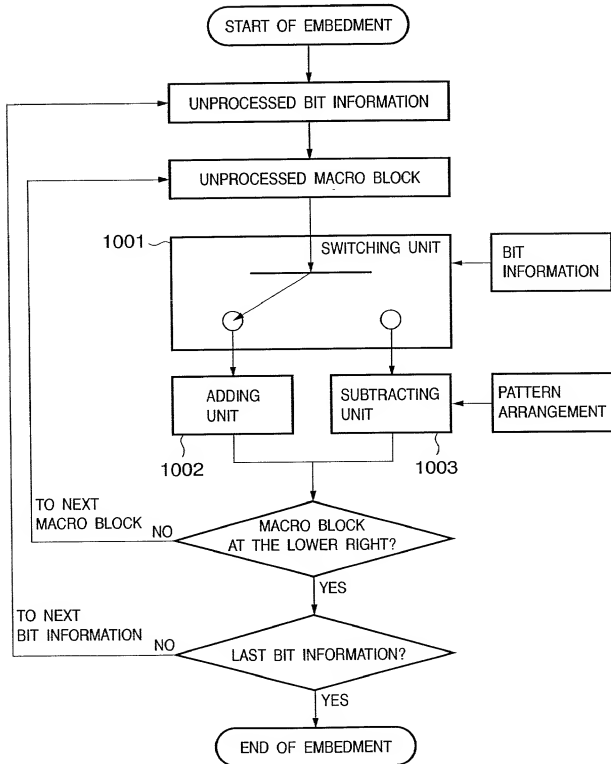 START OF EMBEDMENT
UNPROCESSED BIT INFORMATION
UNPROCESSED MACRO BLOCK
1001
SWITCHING UNIT
BIT
INFORMATION
ADDING
UNIT
SUBTRACTING
UNIT
PATTERN
ARRANGEMENT
1002
1003
TO NEXT
MACRO BLOCK
NO
MACRO BLOCK
AT THE LOWER RIGHT?
YES
TO NEXT
BIT INFORMATION
NO
LAST BIT INFORMATION?
YES
END OF EMBEDMENT